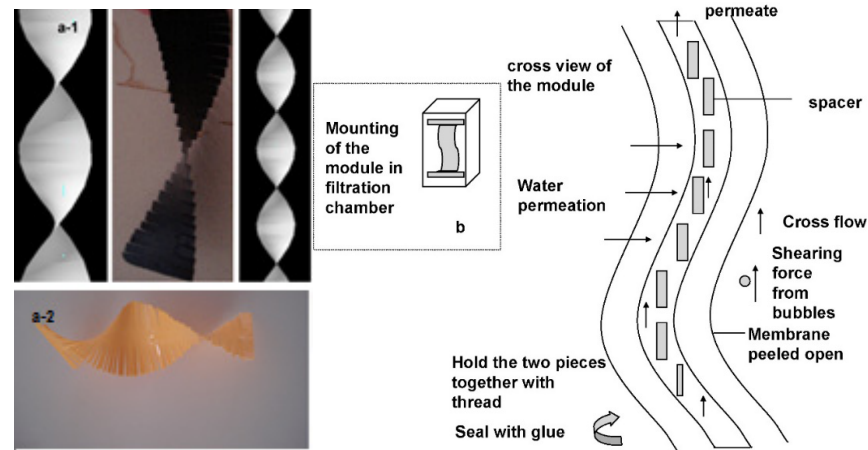 a-1
a-2
Mounting
of the
module in
filtration
chamber
b
permeate
cross view of
the module
spacer
Water
permeation
Cross flow
Shearing
force
from
bubbles
Membrane
peeled open
Hold the two pieces
together with
thread
Seal with glue